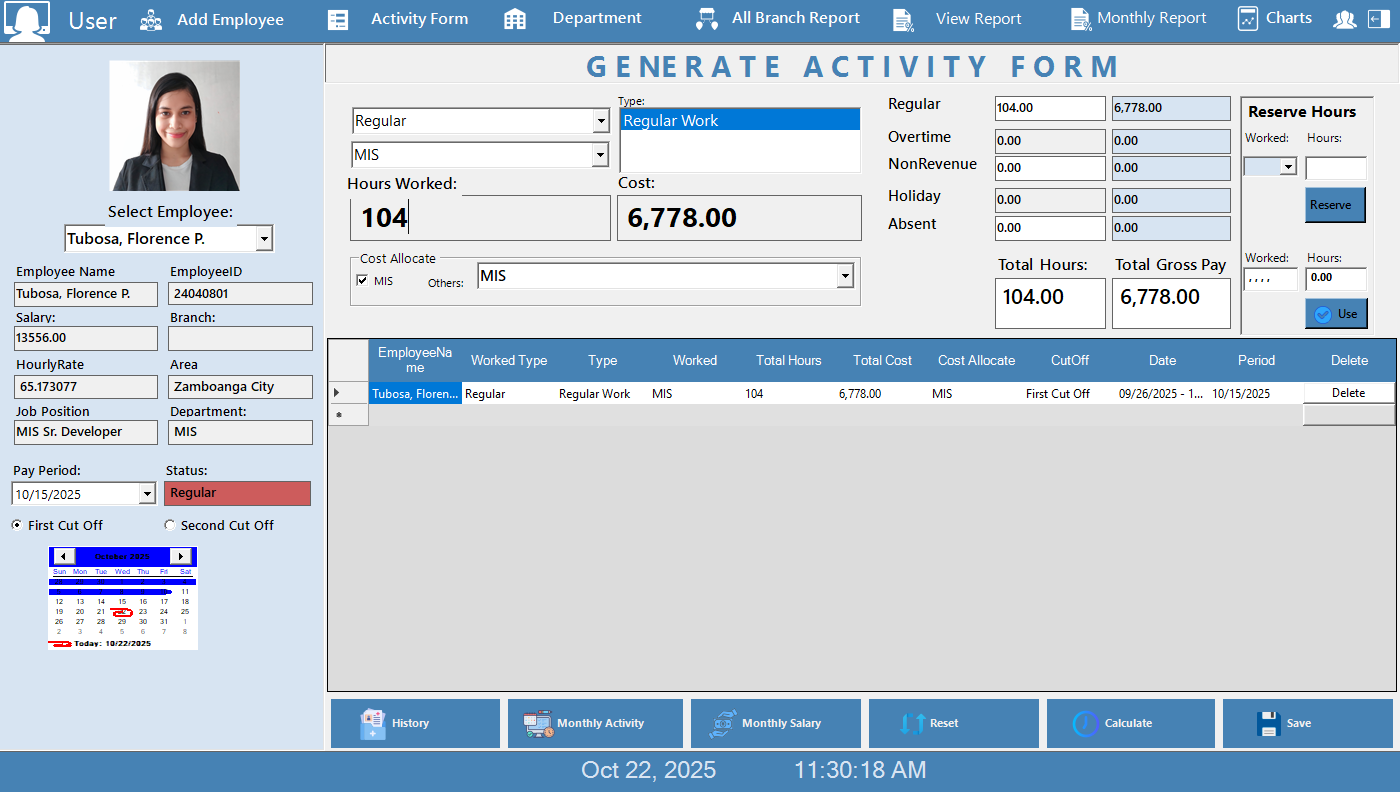 User
Add Employee
Activity Form
Department
All Branch Report
View Report
Monthly Report
Charts
GENERATE ACTIVITY FORM
Select Employee:
Tubosa, Florence P.
Employee Name
EmployeeID
Tubosa, Florence P.
24040801
Salary:
Branch:
13556.00
HourlyRate
Area
65.173077
Zamboanga City
Job Position
Department:
MIS Sr. Developer
MIS
Pay Period:
Status:
10/15/2025
Regular
First Cut Off
Second Cut Off
October 2025
Sun Mon Tue Wed Thu Fri Sat
11
12 13 14 15 16 17 18
19 20 21 22 23 24 25
26 27 28 29 30 31 1
2 3 4 5 6 7 8
Today: 10/22/2025
Regular
Type:
Regular Work
MIS
Hours Worked:
Cost:
104
6,778.00
Cost Allocate
MIS
Others:
MIS
Regular
104.00
6,778.00
Overtime
0.00
0.00
NonRevenue
0.00
0.00
Holiday
0.00
0.00
Absent
0.00
0.00
Total Hours:
Total Gross Pay
104.00
6,778.00
Reserve Hours
Worked:
Hours:
Reserve
Worked:
Hours:
, , , ,
0.00
Use
EmployeeNa
me
Worked Type
Type
Worked
Total Hours
Total Cost
Cost Allocate
CutOff
Date
Period
Delete
Tubosa, Floren...
Regular
Regular Work
MIS
104
6,778.00
MIS
First Cut Off
09/26/2025 - 1...
10/15/2025
Delete
*
History
Monthly Activity
Monthly Salary
Reset
Calculate
Save
Oct 22, 2025
11:30:18 AM